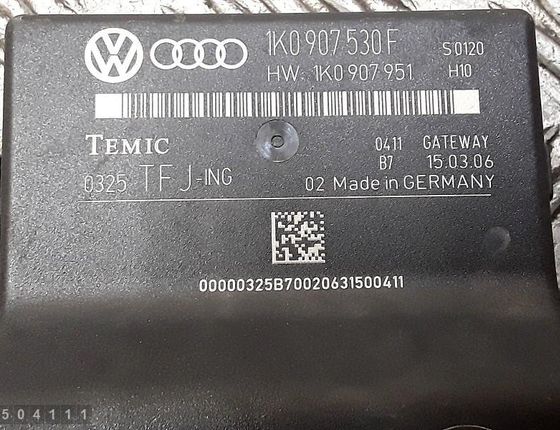 1K0 907 530 F S0120
HW: 1K0 907 951 H10
TEMIC 0411 GATEWAY
B7 15.03.06
0325 TFJ-ING 02 Made in GERMANY
00000325B70020631500411
504111